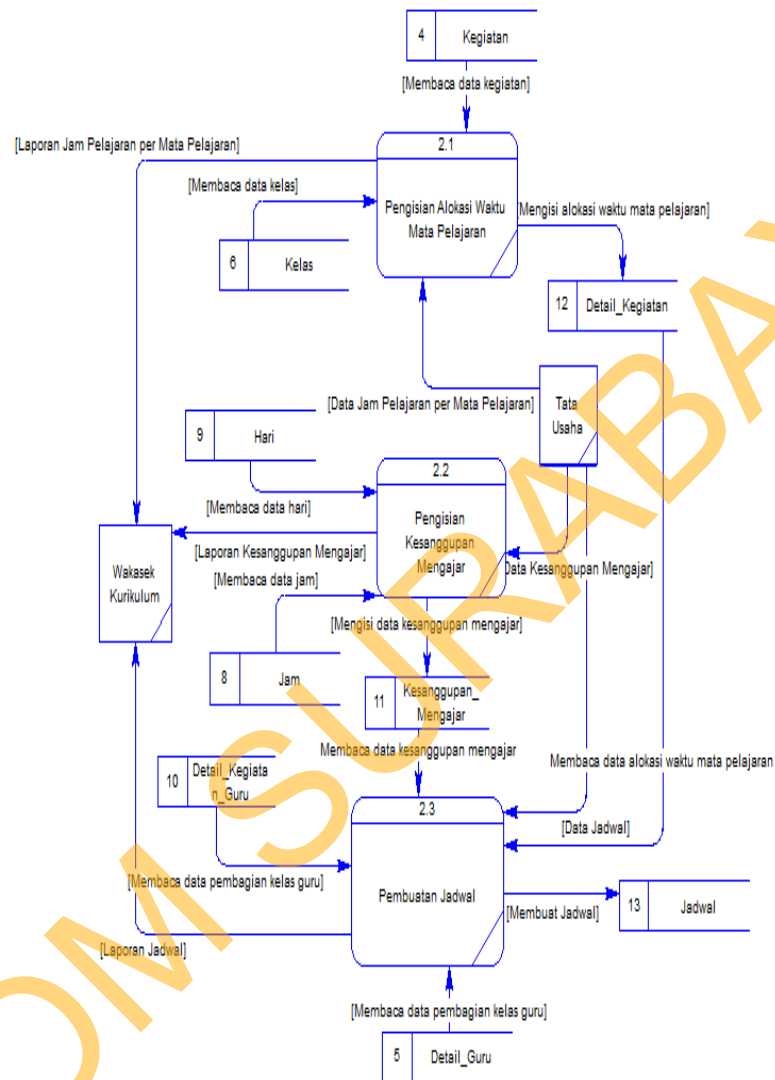 4 Kegiatan
[Membaca data kegiatan]
[Laporan Jam Pelajaran per Mata Pelajaran]
2.1
[Membaca data kelas]
Pengisian Alokasi Waktu
Mata Pelajaran
[Mengisi alokasi waktu mata pelajaran]
6 Kelas
12 Detail_Kegiatan
[Data Jam Pelajaran per Mata Pelajaran]
Tata
Usaha
9 Hari
2.2
[Membaca data hari]
Pengisian
Kesanggupan
Mengajar
[Laporan Kesanggupan Mengajar]
Data Kesanggupan Mengajar]
Wakasek
Kurikulum
[Membaca data jam]
[Mengisi data kesanggupan mengajar]
8 Jam
11 Kesanggupan_
Mengajar
Membaca data kesanggupan mengajar
Membaca data alokasi waktu mata pelajaran
10 Detail_Kegiata
n_Guru
2.3
[Data Jadwal]
[Membaca data pembagian kelas guru]
Pembuatan Jadwal
[Membuat Jadwal]
13 Jadwal
[Laporan Jadwal]
[Membaca data pembagian kelas guru]
5 Detail_Guru
OM SURABAY